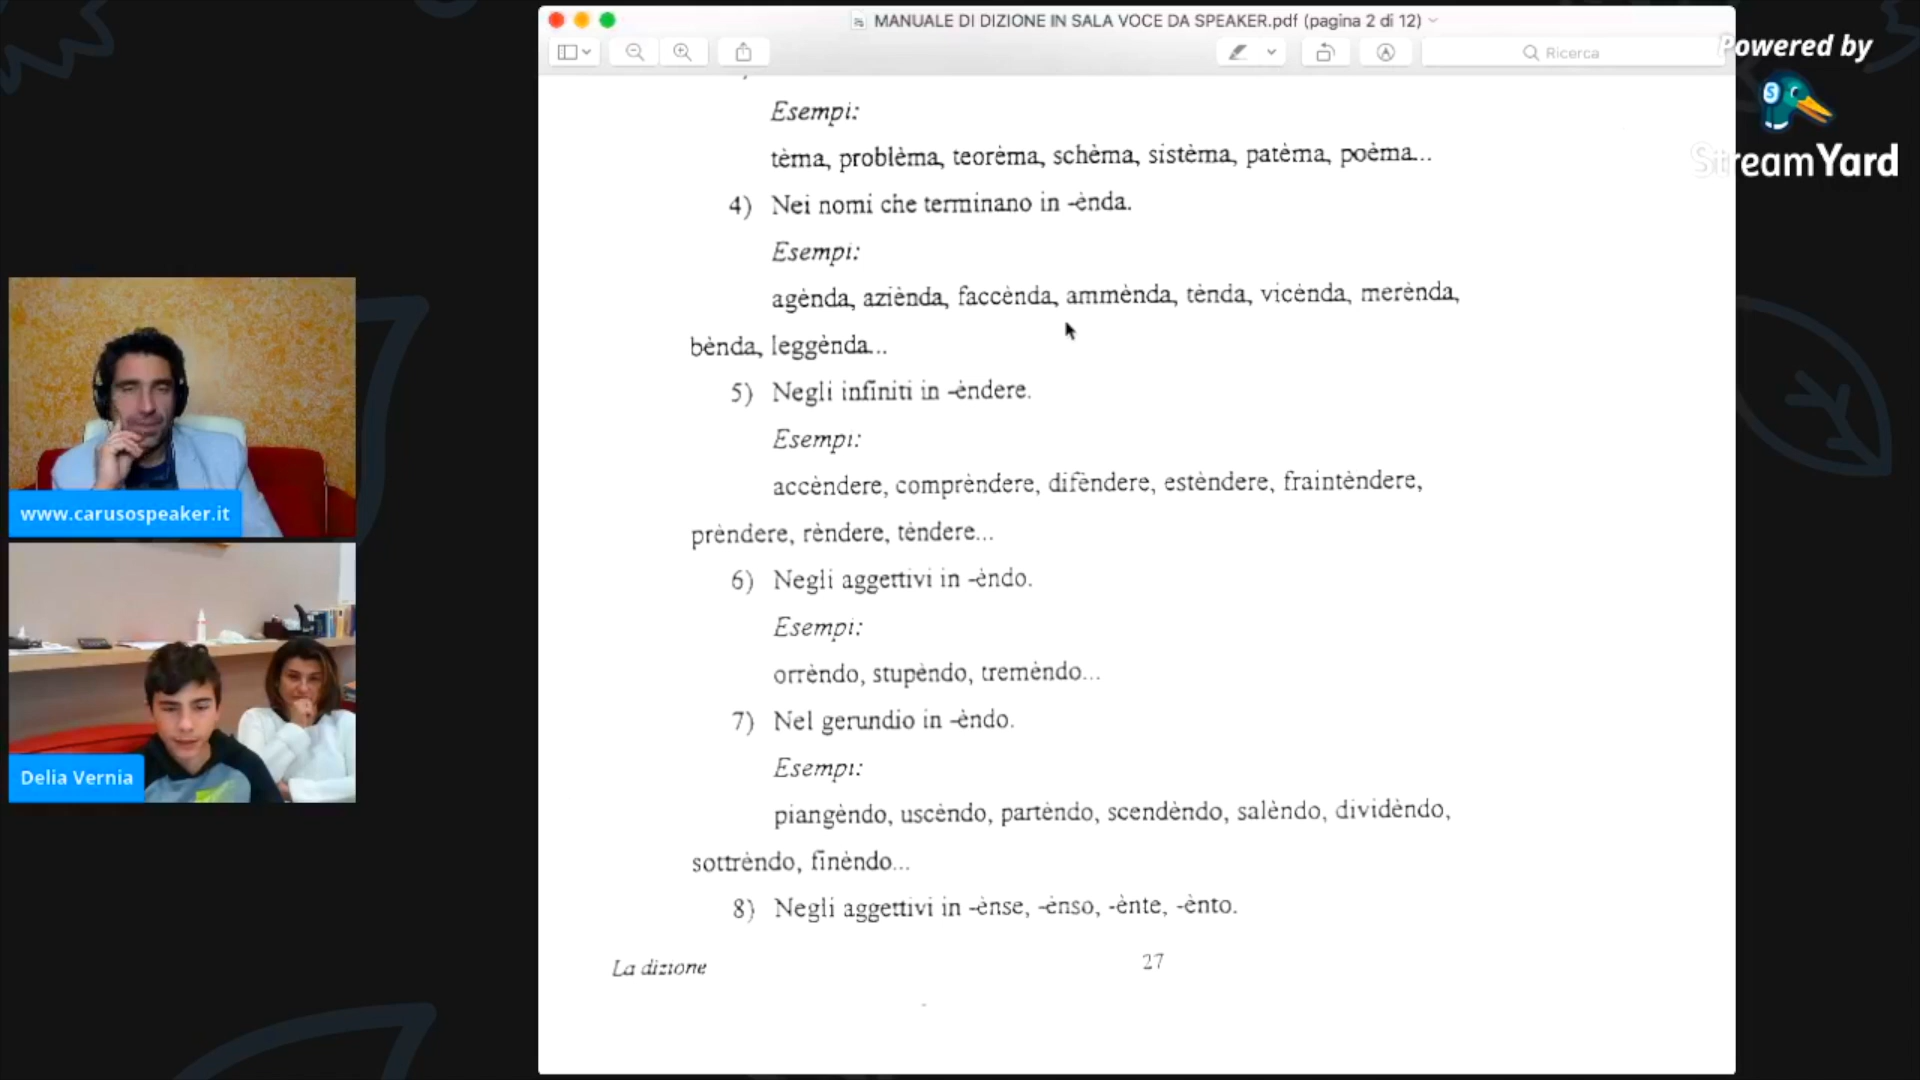 MANUALE DI DIZIONE IN SALA VOCE DA SPEAKER.pdf (pagina 2 di 12)
Ricerca
Powered by
StreamYard
Esempi:
tèma, problèma, teorèma, schèma, sistèma, patèma, poèma...
4) Nei nomi che terminano in -ènda.
Esempi:
agènda, aziènda, faccènda, ammènda, tènda, vicènda, merènda,
bènda, leggènda...
5) Negli infiniti in -èndere.
Esempi:
accèndere, comprèndere, difèndere, estèndere, fraintèndere,
prèndere, rèndere, tèndere...
6) Negli aggettivi in -èndo.
Esempi:
orrèndo, stupèndo, tremèndo...
7) Nel gerundio in -èndo.
Esempi:
piangèndo, uscèndo, partèndo, scendèndo, salèndo, dividèndo,
sottrèndo, finèndo...
8) Negli aggettivi in -ènse, -ènso, -ènte, -ènto.
La dizione 27
www.carusospeaker.it
Delia Vernia